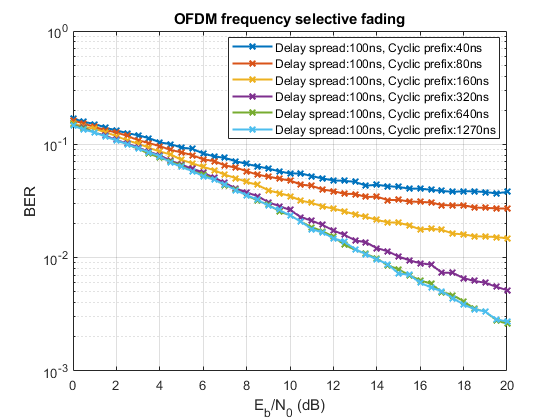 OFDM frequency selective fading
Delay spread:100ns, Cyclic prefix:40ns
Delay spread:100ns, Cyclic prefix:80ns
Delay spread:100ns, Cyclic prefix:160ns
Delay spread:100ns, Cyclic prefix:320ns
Delay spread:100ns, Cyclic prefix:640ns
Delay spread:100ns, Cyclic prefix:1270ns
BER
10^0
10^-1
10^-2
10^-3
0 2 4 6 8 10 12 14 16 18 20
E_b/N_0 (dB)